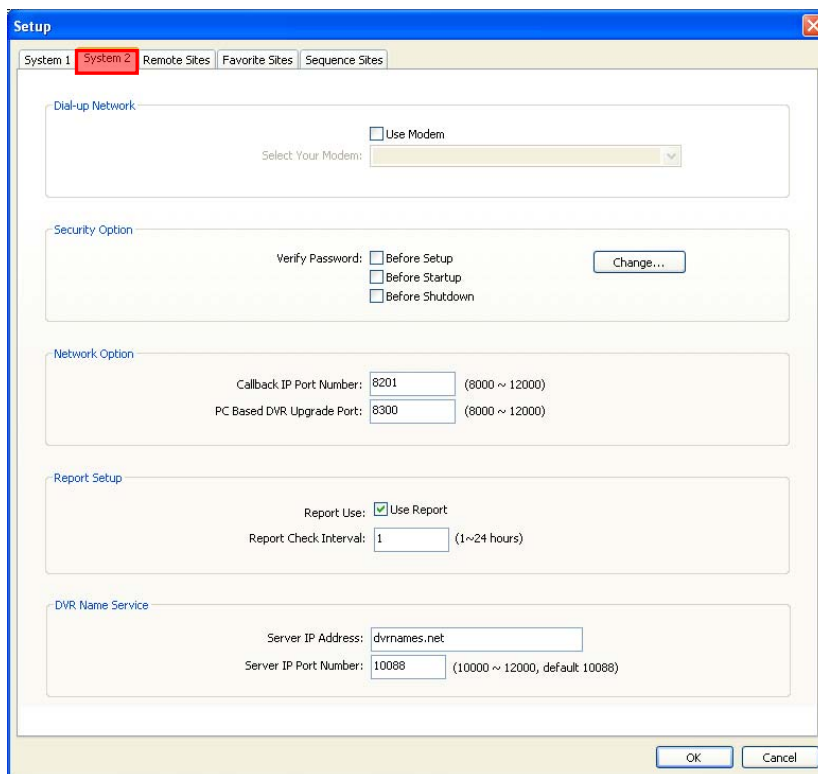 Setup
System 1 System 2 Remote Sites Favorite Sites Sequence Sites
Dial-up Network
Use Modem
Select Your Modem:
Security Option
Verify Password: Before Setup Change...
Before Startup
Before Shutdown
Network Option
Callback IP Port Number: 8201 (8000 ~ 12000)
PC Based DVR Upgrade Port: 8300 (8000 ~ 12000)
Report Setup
Report Use: Use Report
Report Check Interval: 1 (1~24 hours)
DVR Name Service
Server IP Address: dvrnames.net
Server IP Port Number: 10088 (10000 ~ 12000, default 10088)
OK Cancel